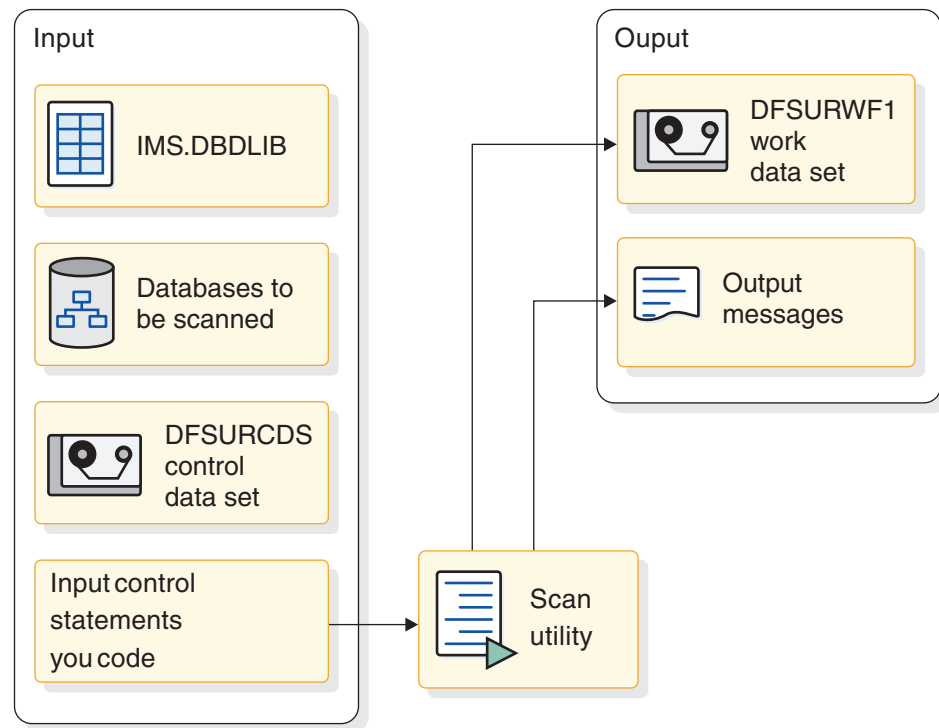 Input
IMS.DBDLIB
Databases to
be scanned
DFSURCDS
control
data set
Input control
statements
you code
Scan
utility
Ouput
DFSURWF1
work
data set
Output
messages